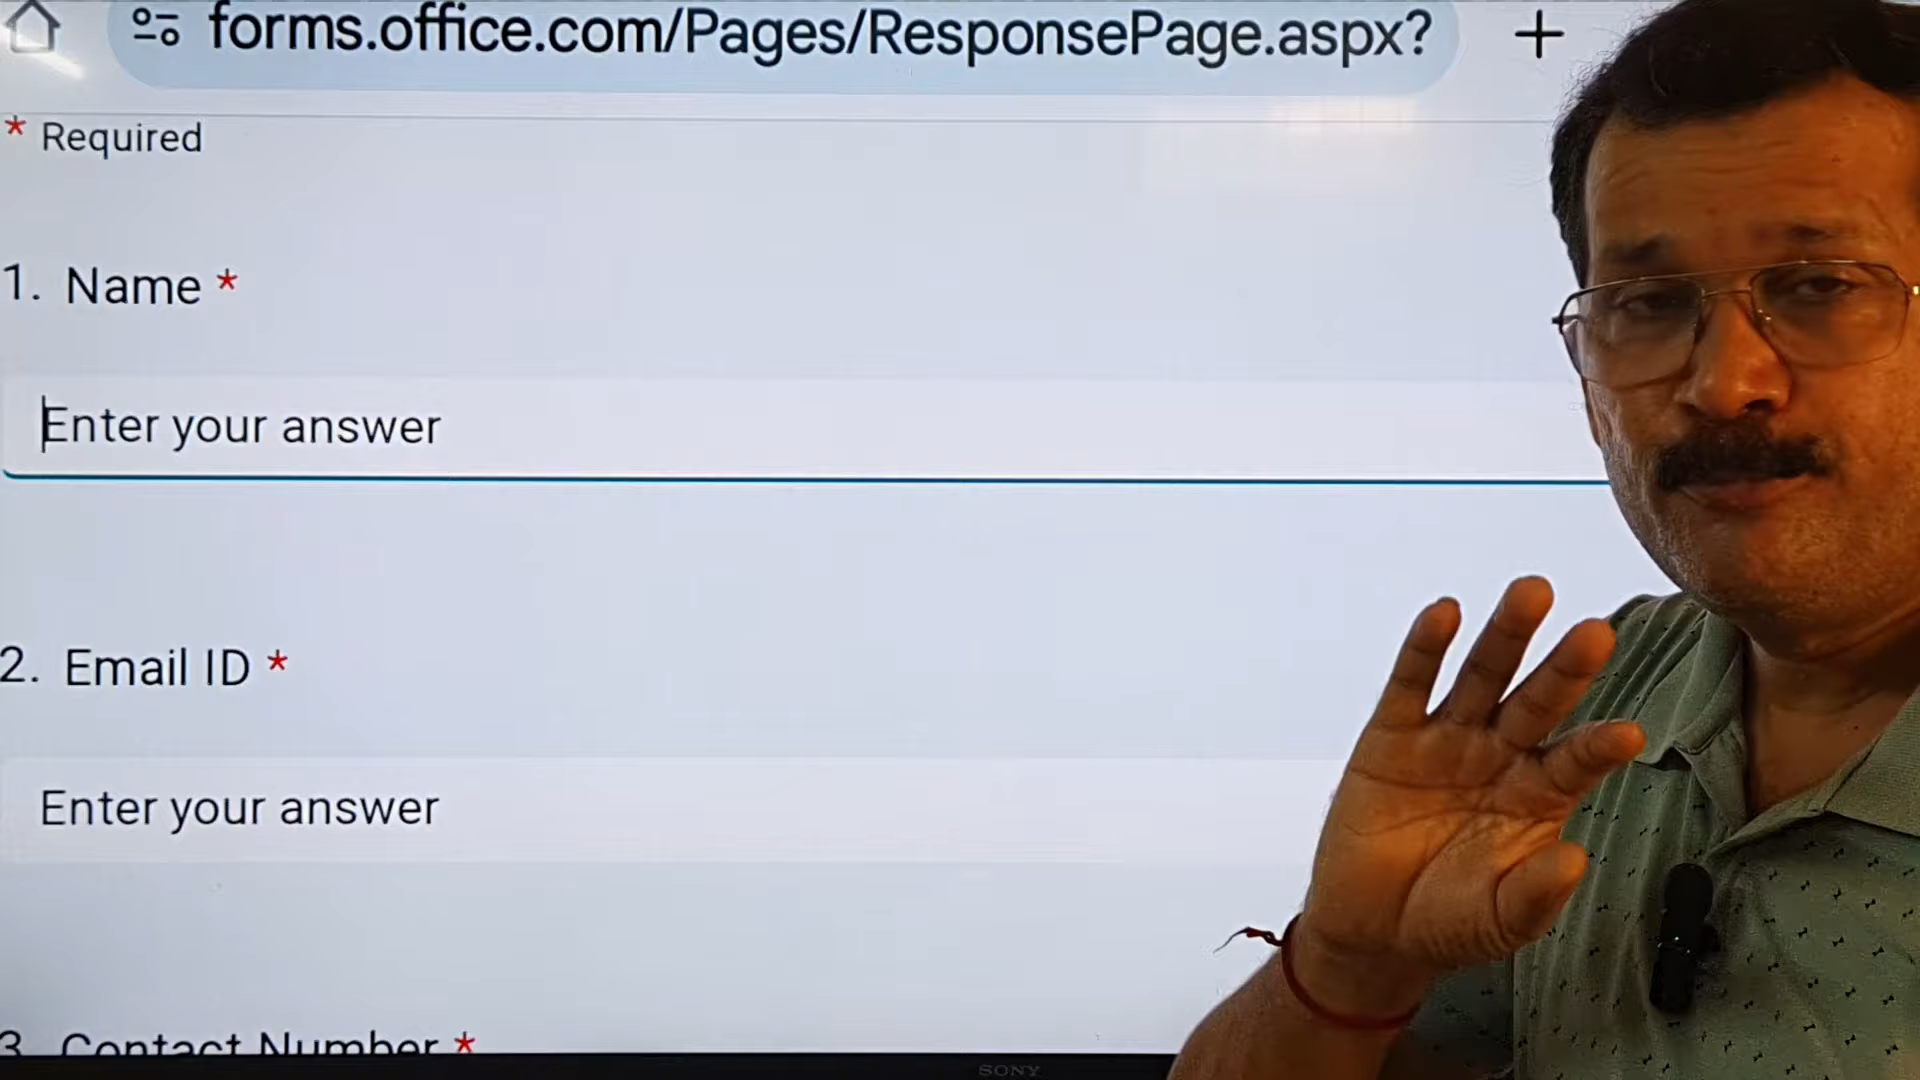 forms.office.com/Pages/ResponsePage.aspx?
* Required
1. Name *
Enter your answer
2. Email ID *
Enter your answer
3. Contact Number *
SONY